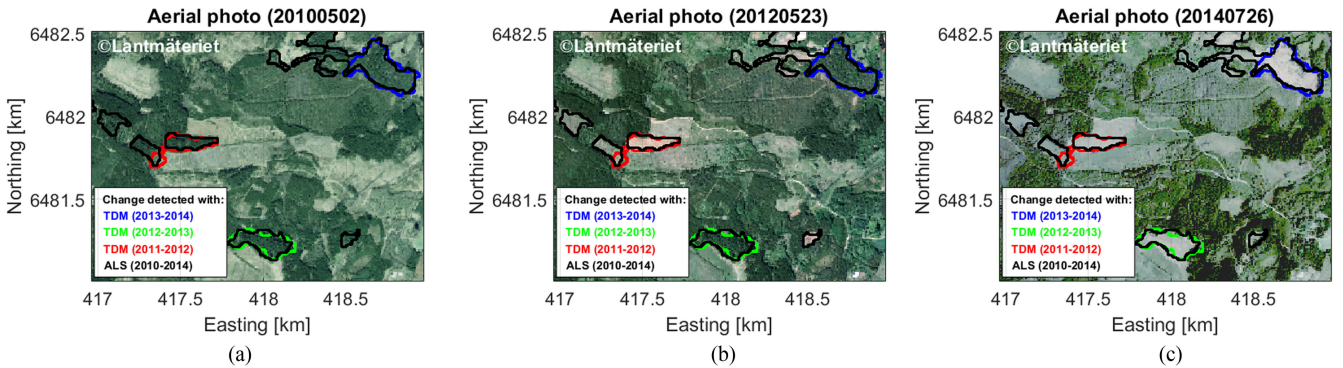 Aerial photo (20100502)
6482.5
©Lantmäteriet
6482
Northing [km]
6481.5
Change detected with:
TDM (2013-2014)
TDM (2012-2013)
TDM (2011-2012)
ALS (2010-2014)
417
417.5
418
418.5
Easting [km]
(a)
Aerial photo (20120523)
6482.5
©Lantmäteriet
6482
Northing [km]
6481.5
Change detected with:
TDM (2013-2014)
TDM (2012-2013)
TDM (2011-2012)
ALS (2010-2014)
417
417.5
418
418.5
Easting [km]
(b)
Aerial photo (20140726)
6482.5
©Lantmäteriet
6482
Northing [km]
6481.5
Change detected with:
TDM (2013-2014)
TDM (2012-2013)
TDM (2011-2012)
ALS (2010-2014)
417
417.5
418
418.5
Easting [km]
(c)